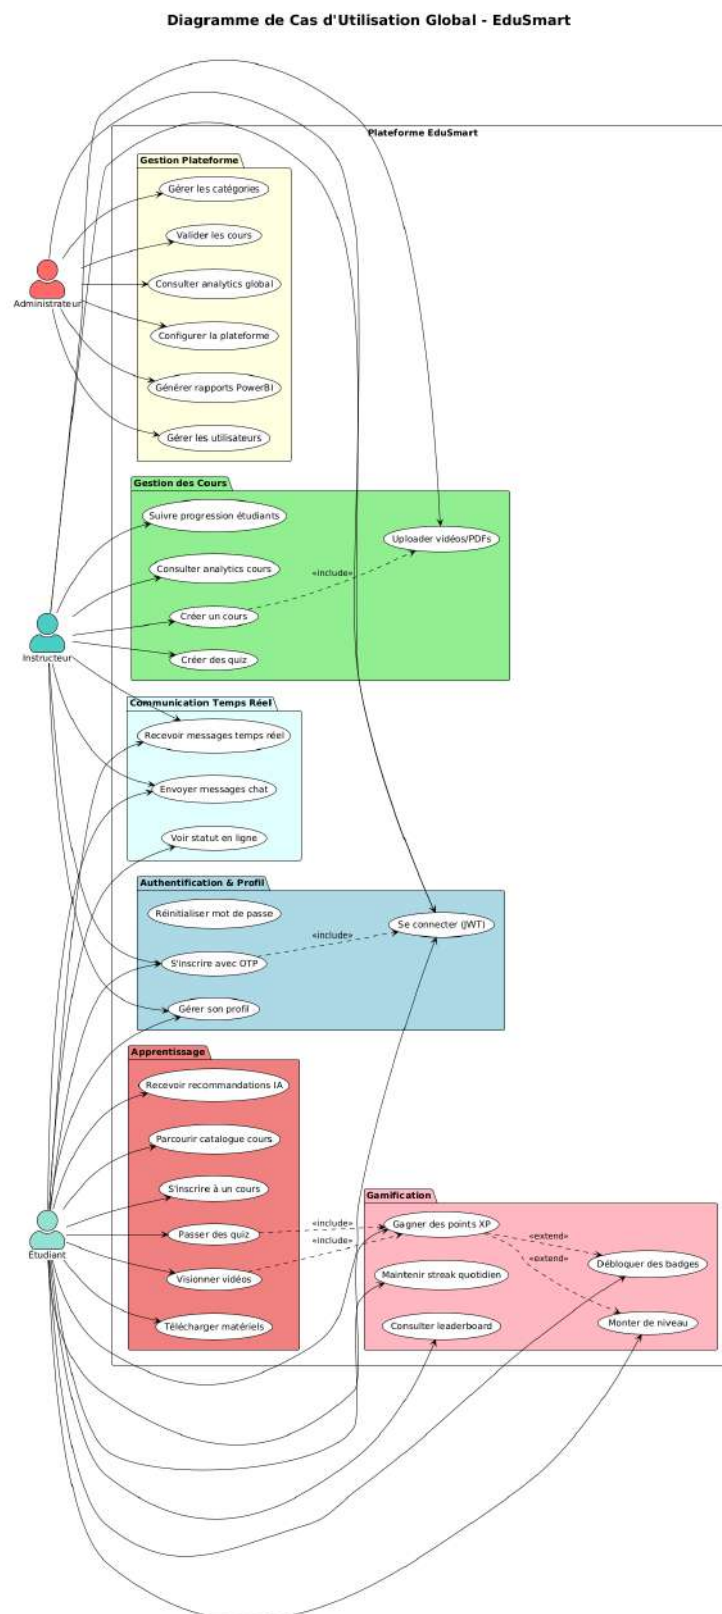 Diagramme de Cas d'Utilisation Global - EduSmart
Plateforme EduSmart
Gestion Plateforme
Gérer les catégories
Valider les cours
Consulter analytics global
Administrateur
Configurer la plateforme
Générer rapports PowerBI
Gérer les utilisateurs
Gestion des Cours
Suivre progression étudiants
Uploader vidéos/PDFs
Consulter analytics cours
«include»
Créer un cours
Créer des quiz
Instructeur
Communication Temps Réel
Recevoir messages temps réel
Envoyer messages chat
Voir statut en ligne
Authentification & Profil
Réinitialiser mot de passe
Se connecter (JWT)
«include»
S'inscrire avec OTP
Gérer son profil
Apprentissage
Recevoir recommandations IA
Parcourir catalogue cours
S'inscrire à un cours
Gamification
«include»
Gagner des points XP
Passer des quiz
«include»
«extend»
«extend»
Etudiant
Débloquer des badges
Visionner vidéos
Maintenir streak quotidien
Télécharger matériels
Consulter leaderboard
Monter de niveau